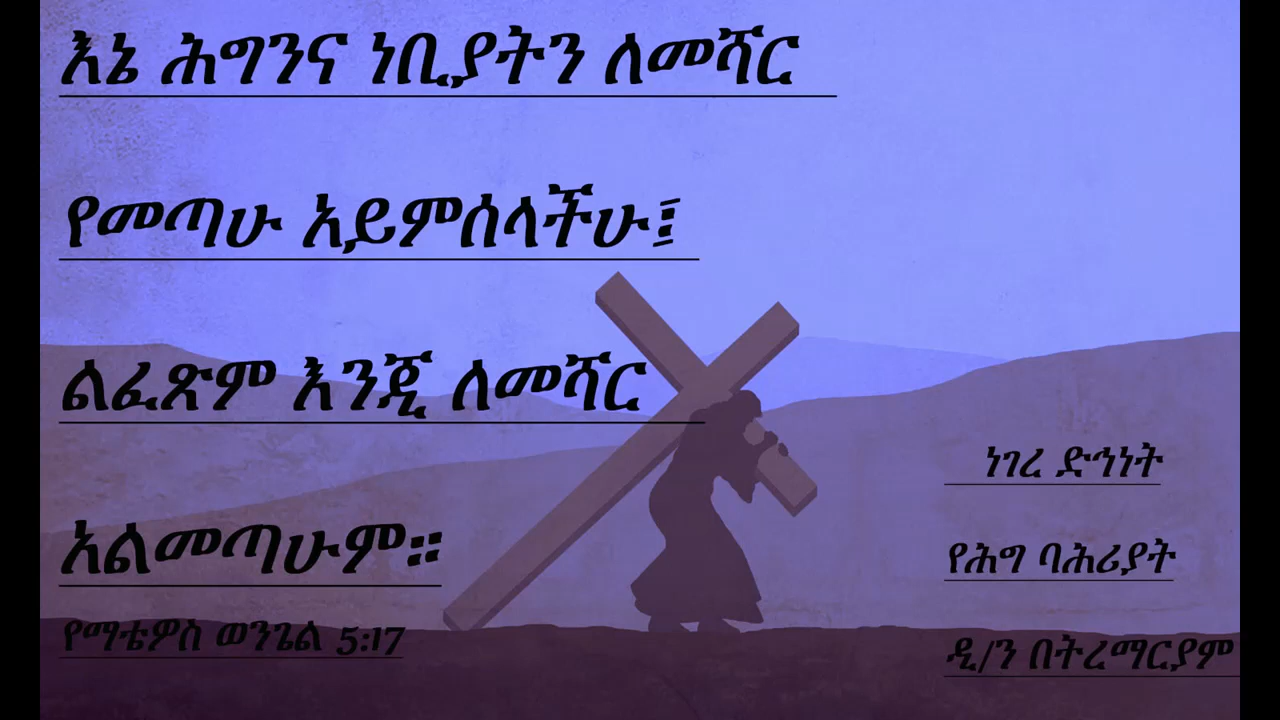 እኔ ሕግንና ነቢያትን ለመሻር
የመጣሁ አይምሰላችሁ፤
ልፈጽም እንጂ ለመሻር
አልመጣሁም።
የማቴዎስ ወንጌል 5:17
ነገረ ድኅነት
የሕግ ባሕሪያት
ዲ/ን በትረማርያም